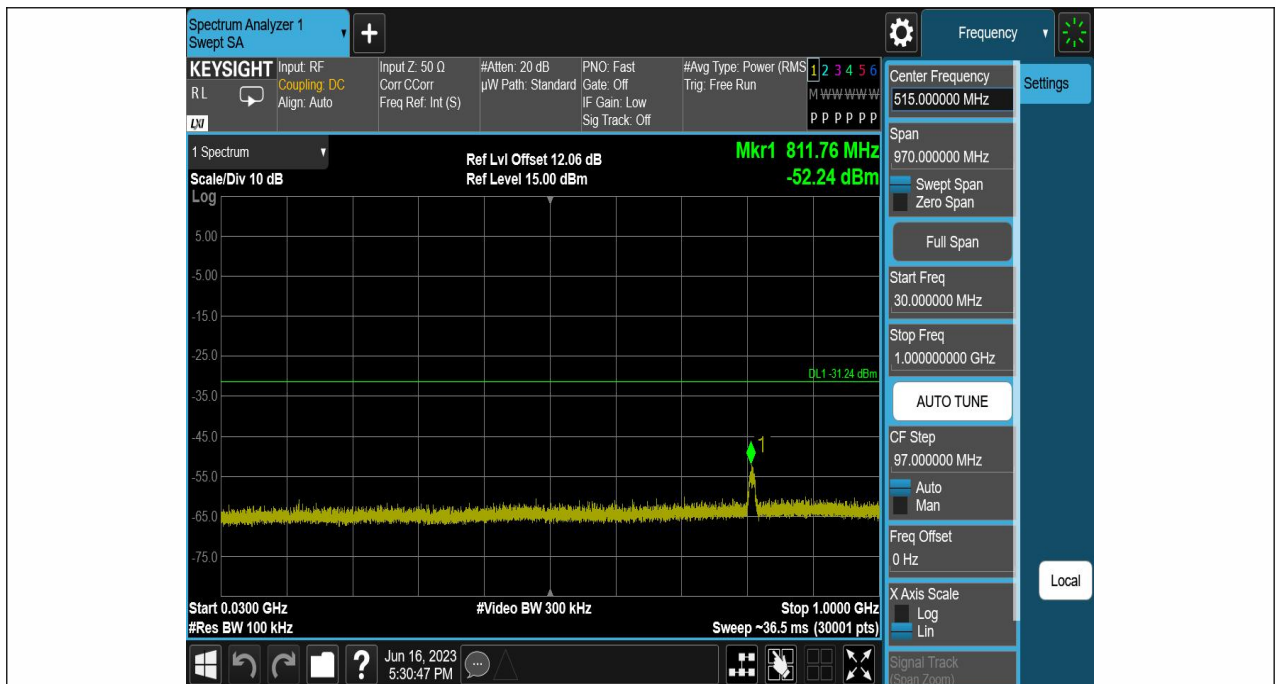 Spectrum Analyzer 1
Swept SA
Frequency
KEYSIGHT
RL
LXI
Input: RF
Coupling: DC
Align: Auto
Input Z: 50 Ω
Corr CCorr
Freq Ref: Int (S)
#Atten: 20 dB
µW Path: Standard
PNO: Fast
Gate: Off
IF Gain: Low
Sig Track: Off
#Avg Type: Power (RMS
Trig: Free Run
1 2 3 4 5 6
M W W W W W
P P P P P P
1 Spectrum
Scale/Div 10 dB
Ref Lvl Offset 12.06 dB
Ref Level 15.00 dBm
Mkr1 811.76 MHz
-52.24 dBm
Log
5.00
-5.00
-15.0
-25.0
DL1 -31.24 dBm
-35.0
-45.0
1
-55.0
-65.0
-75.0
Start 0.0300 GHz
#Res BW 100 kHz
#Video BW 300 kHz
Stop 1.0000 GHz
Sweep ~36.5 ms (30001 pts)
Center Frequency
515.000000 MHz
Settings
Span
970.000000 MHz
Swept Span
Zero Span
Full Span
Start Freq
30.000000 MHz
Stop Freq
1.000000000 GHz
AUTO TUNE
CF Step
97.000000 MHz
Auto
Man
Freq Offset
0 Hz
X Axis Scale
Log
Lin
Signal Track
(Span Zoom)
Local
?
Jun 16, 2023
5:30:47 PM